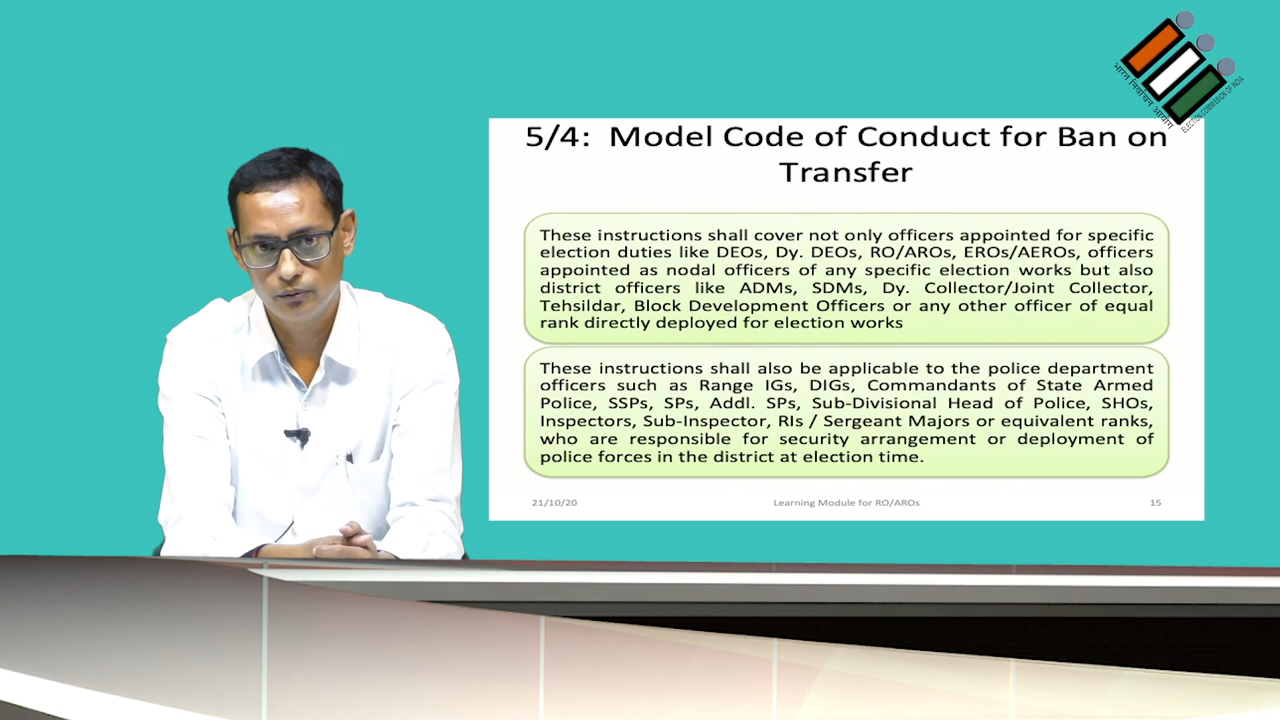 भारत निर्वाचन आयोग
ELECTION COMMISSION OF INDIA
5/4: Model Code of Conduct for Ban on
Transfer
These instructions shall cover not only officers appointed for specific
election duties like DEOs, Dy. DEOs, RO/AROs, EROs/AEROs, officers
appointed as nodal officers of any specific election works but also
district officers like ADMs, SDMs, Dy. Collector/Joint Collector,
Tehsildar, Block Development Officers or any other officer of equal
rank directly deployed for election works
These instructions shall also be applicable to the police department
officers such as Range IGs, DIGs, Commandants of State Armed
Police, SSPs, SPs, Addl. SPs, Sub-Divisional Head of Police, SHOs,
Inspectors, Sub-Inspector, RIs / Sergeant Majors or equivalent ranks,
who are responsible for security arrangement or deployment of
police forces in the district at election time.
21/10/20
Learning Module for RO/AROs
15